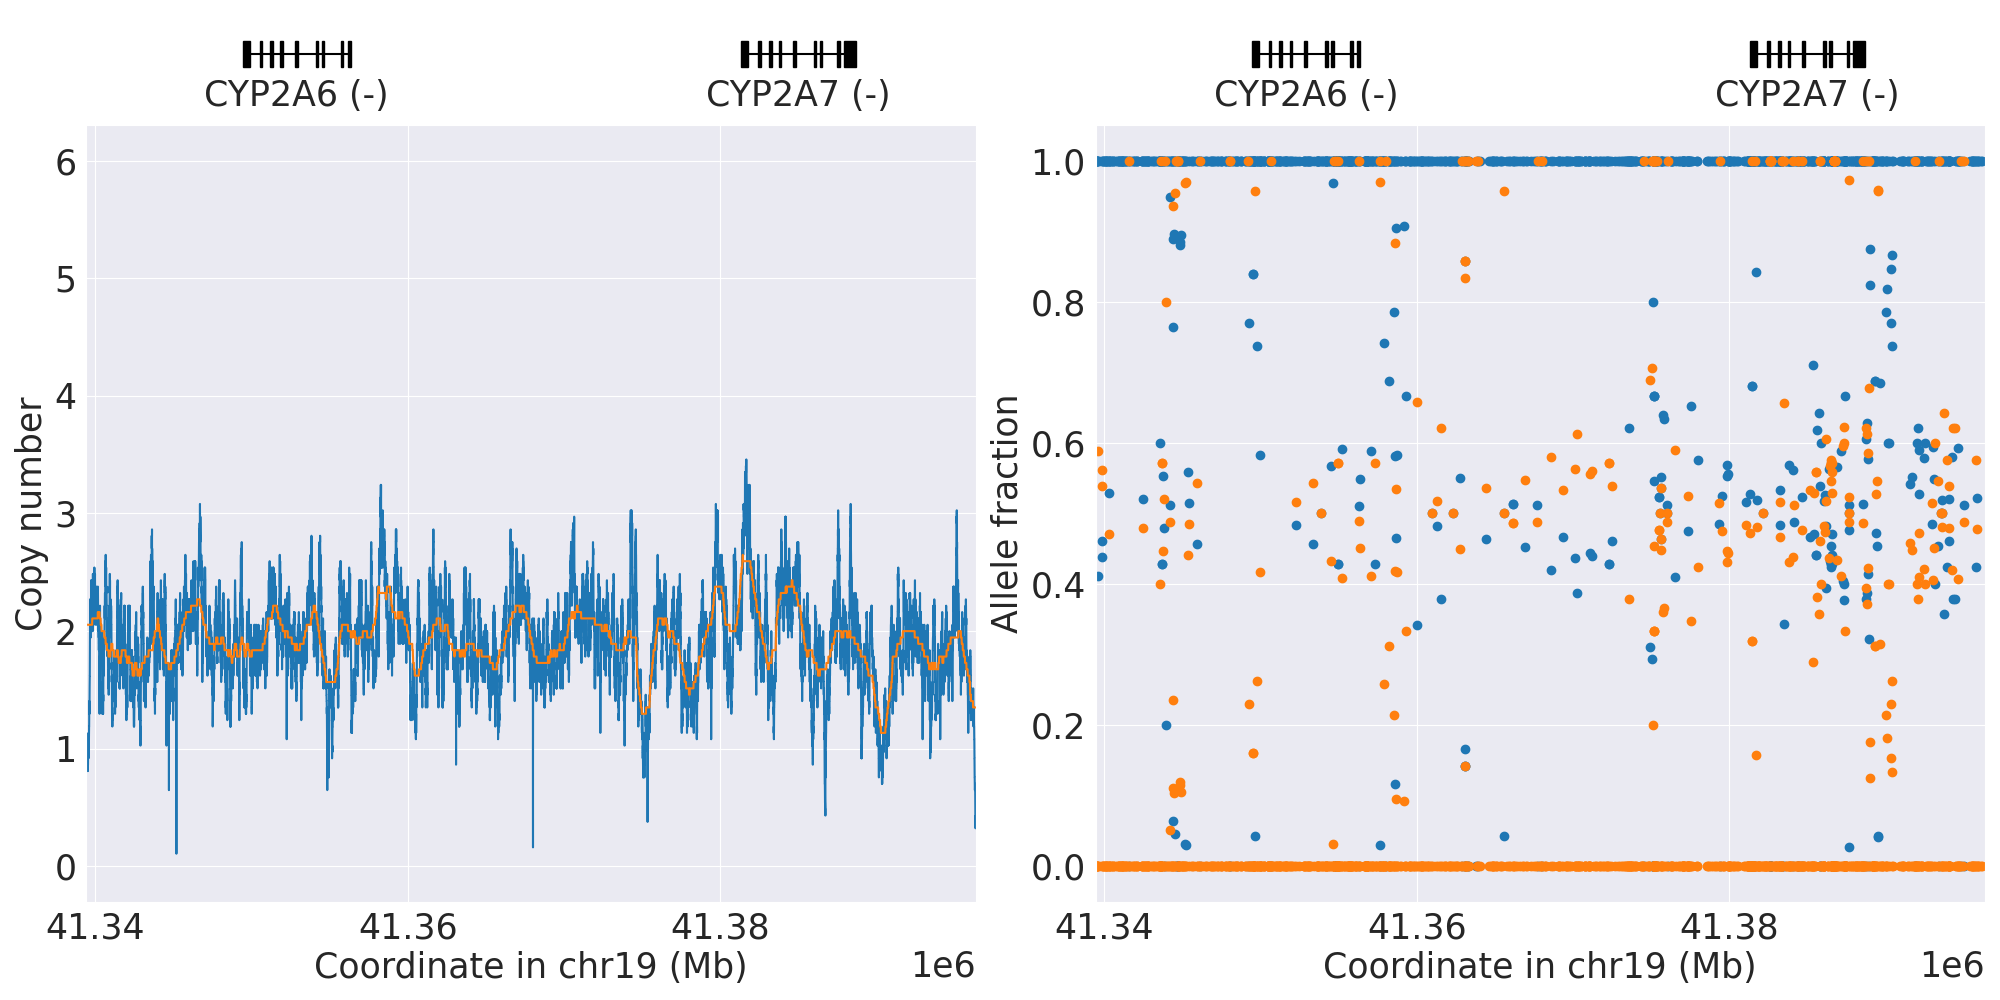 CYP2A6 (-)
CYP2A7 (-)
6
5
4
3
2
1
0
Copy number
41.34
41.36
41.38
Coordinate in chr19 (Mb)
1e6
CYP2A6 (-)
CYP2A7 (-)
1.0
0.8
0.6
0.4
0.2
0.0
Allele fraction
41.34
41.36
41.38
Coordinate in chr19 (Mb)
1e6